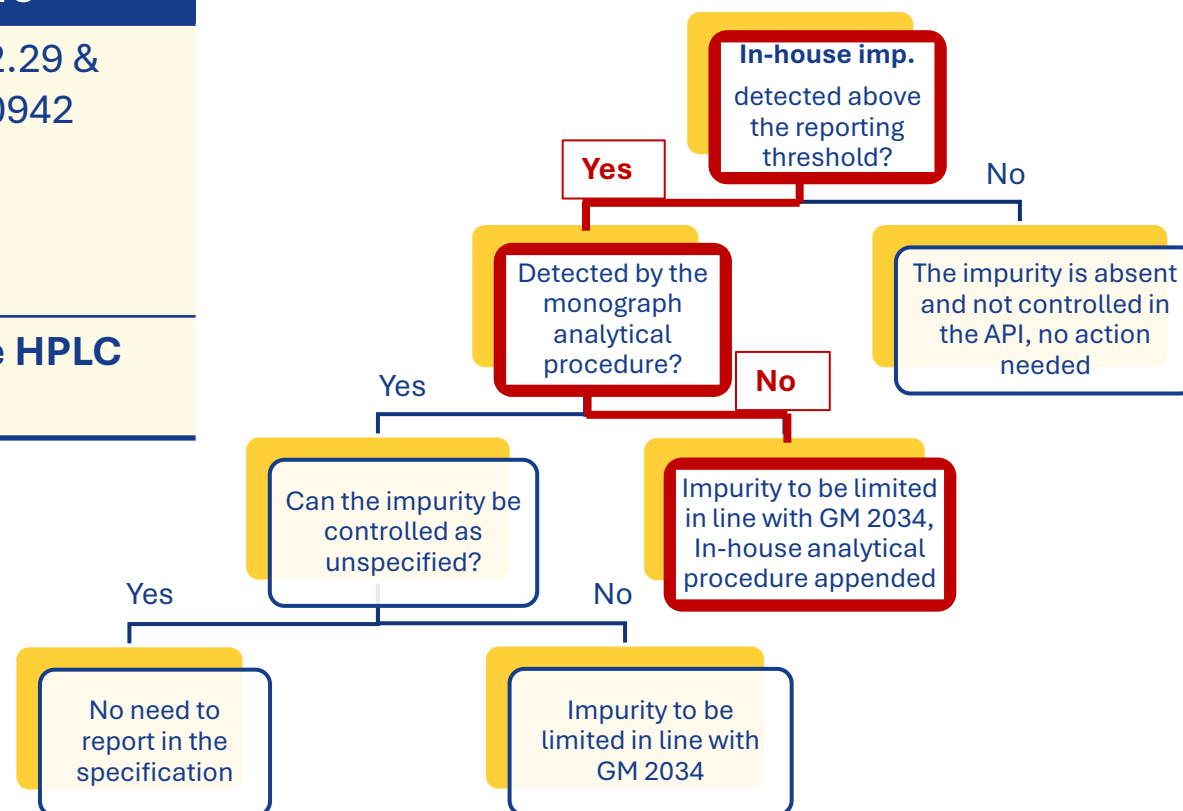 2.29 &
0942
HPLC
In-house imp.
detected above
the reporting
threshold?
Yes
No
Detected by the
monograph
analytical
procedure?
The impurity is absent
and not controlled in
the API, no action
needed
Yes
No
Can the impurity be
controlled as
unspecified?
Impurity to be limited
in line with GM 2034,
In-house analytical
procedure appended
Yes
No
No need to
report in the
specification
Impurity to be
limited in line with
GM 2034